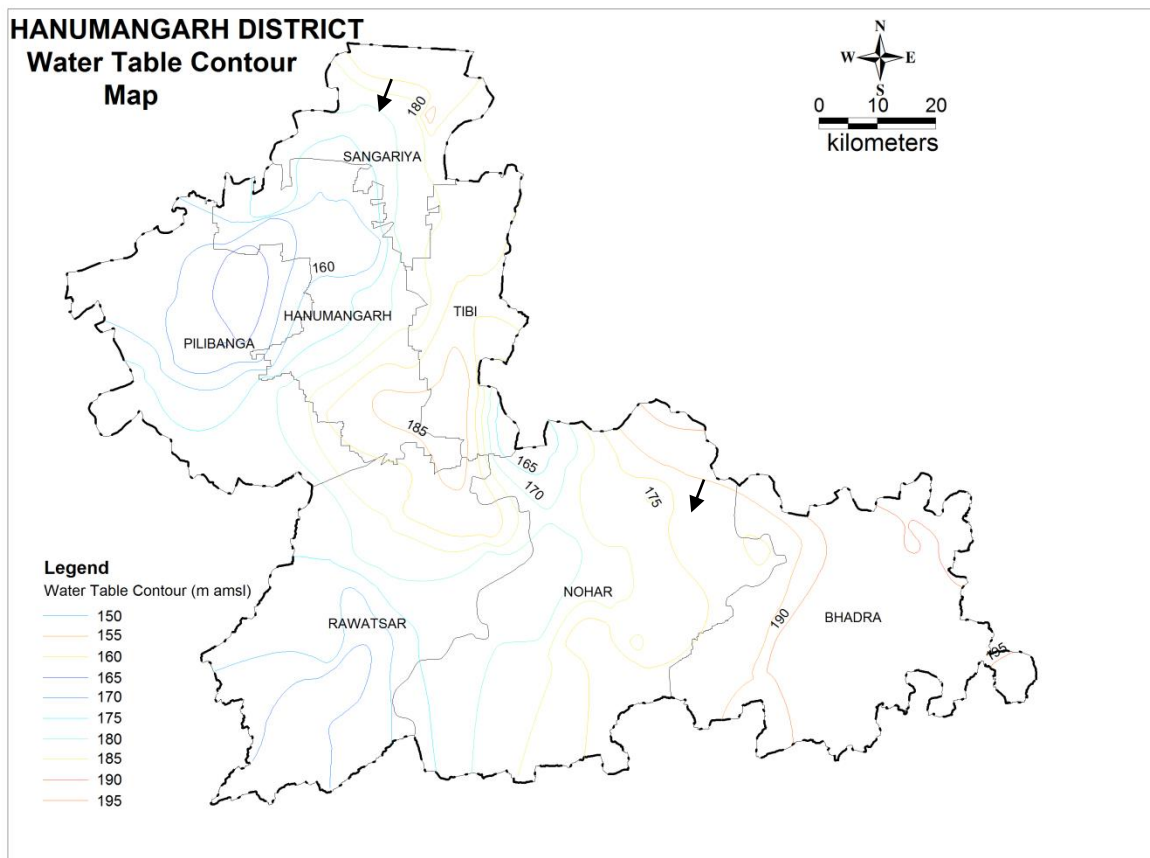 HANUMANGARH DISTRICT
Water Table Contour
Map
N
W E
S
0 10 20
kilometers
180
SANGARIYA
160
HANUMANGARH
TIBI
PILIBANGA
185
165
170
175
NOHAR
190
BHADRA
195
RAWATSAR
Legend
Water Table Contour (m amsl)
150
155
160
165
170
175
180
185
190
195